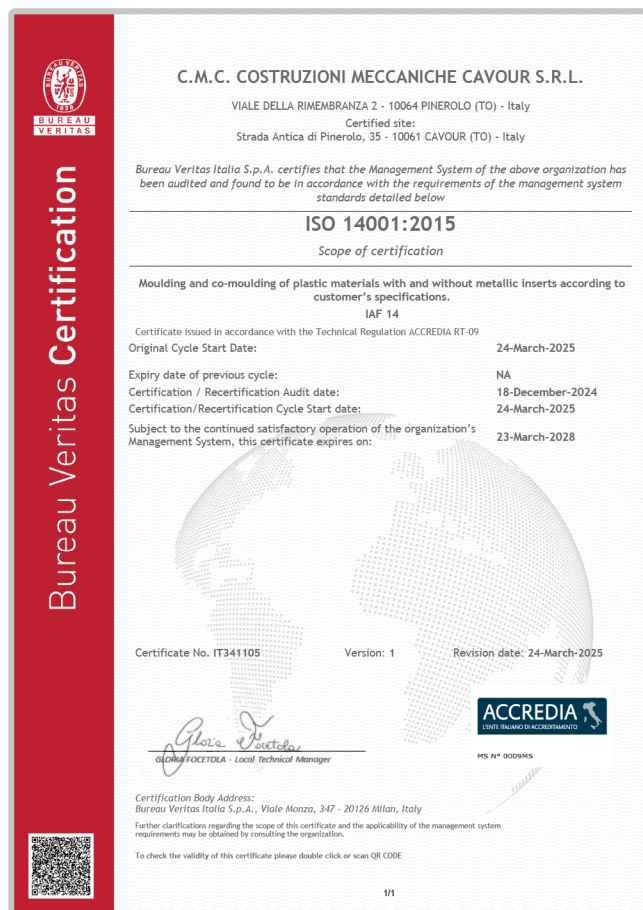 BUREAU VERITAS
1828
BUREAU
VERITAS
Bureau Veritas Certification
C.M.C. COSTRUZIONI MECCANICHE CAVOUR S.R.L.
VIALE DELLA RIMEMBRANZA 2 - 10064 PINEROLO (TO) - Italy
Certified site:
Strada Antica di Pinerolo, 35 - 10061 CAVOUR (TO) - Italy
Bureau Veritas Italia S.p.A. certifies that the Management System of the above organization has
been audited and found to be in accordance with the requirements of the management system
standards detailed below
ISO 14001:2015
Scope of certification
Moulding and co-moulding of plastic materials with and without metallic inserts according to
customer's specifications.
IAF 14
Certificate issued in accordance with the Technical Regulation ACCREDIA RT-09
Original Cycle Start Date: 24-March-2025
Expiry date of previous cycle: NA
Certification / Recertification Audit date: 18-December-2024
Certification/Recertification Cycle Start date: 24-March-2025
Subject to the continued satisfactory operation of the organization's
Management System, this certificate expires on: 23-March-2028
Certificate No. IT341105 Version: 1 Revision date: 24-March-2025
Gloria Focetola
GLORIA FOCETOLA - Local Technical Manager
ACCREDIA
L'ENTE ITALIANO DI ACCREDITAMENTO
MS N° 0009MS
Certification Body Address:
Bureau Veritas Italia S.p.A., Viale Monza, 347 - 20126 Milan, Italy
Further clarifications regarding the scope of this certificate and the applicability of the management system
requirements may be obtained by consulting the organization.
To check the validity of this certificate please double click or scan QR CODE
1/1